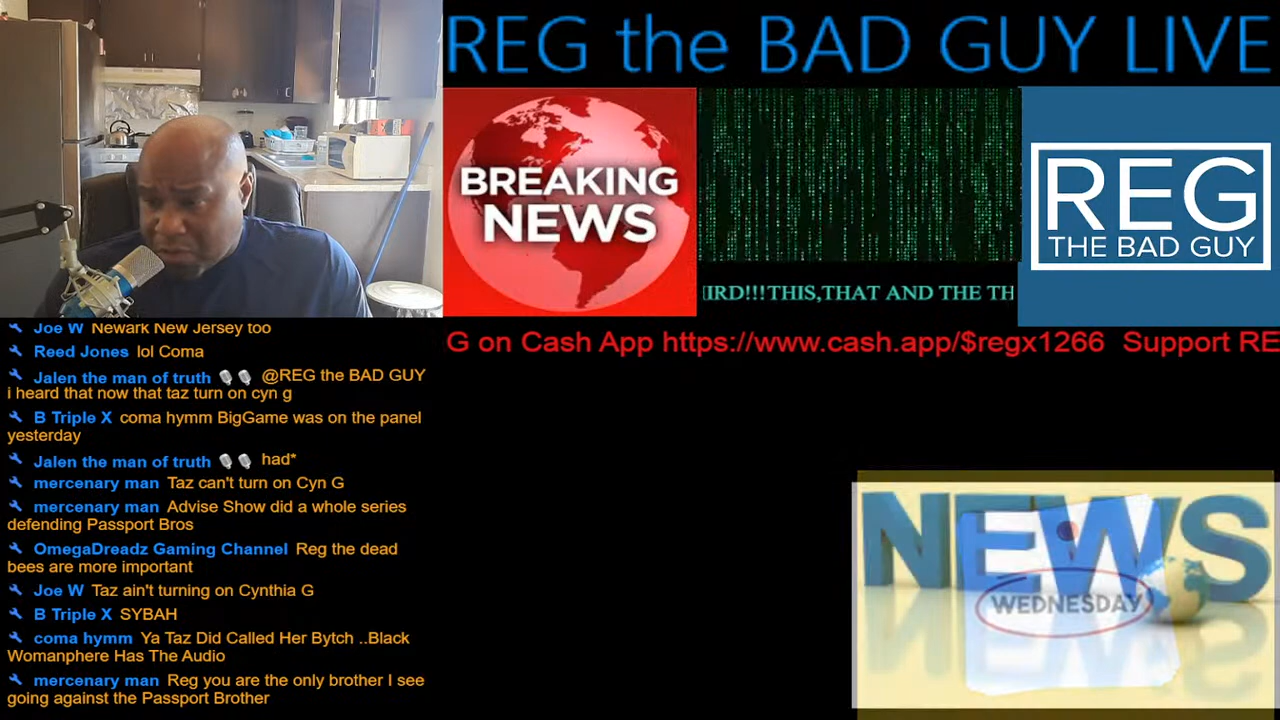 REG the BAD GUY LIVE
BREAKING
NEWS
IRD!!!THIS,THAT AND THE TH
REG
THE BAD GUY
G on Cash App https://www.cash.app/$regx1266 Support RE
Joe W Newark New Jersey too
Reed Jones lol Coma
Jalen the man of truth 🎙️🎙️ @REG the BAD GUY
i heard that now that taz turn on cyn g
B Triple X coma hymm BigGame was on the panel
yesterday
Jalen the man of truth 🎙️🎙️ had*
mercenary man Taz can't turn on Cyn G
mercenary man Advise Show did a whole series
defending Passport Bros
OmegaDreadz Gaming Channel Reg the dead
bees are more important
Joe W Taz ain't turning on Cynthia G
B Triple X SYBAH
coma hymm Ya Taz Did Called Her Bytch ..Black
Womanphere Has The Audio
mercenary man Reg you are the only brother I see
going against the Passport Brother
NEWS
WEDNESDAY